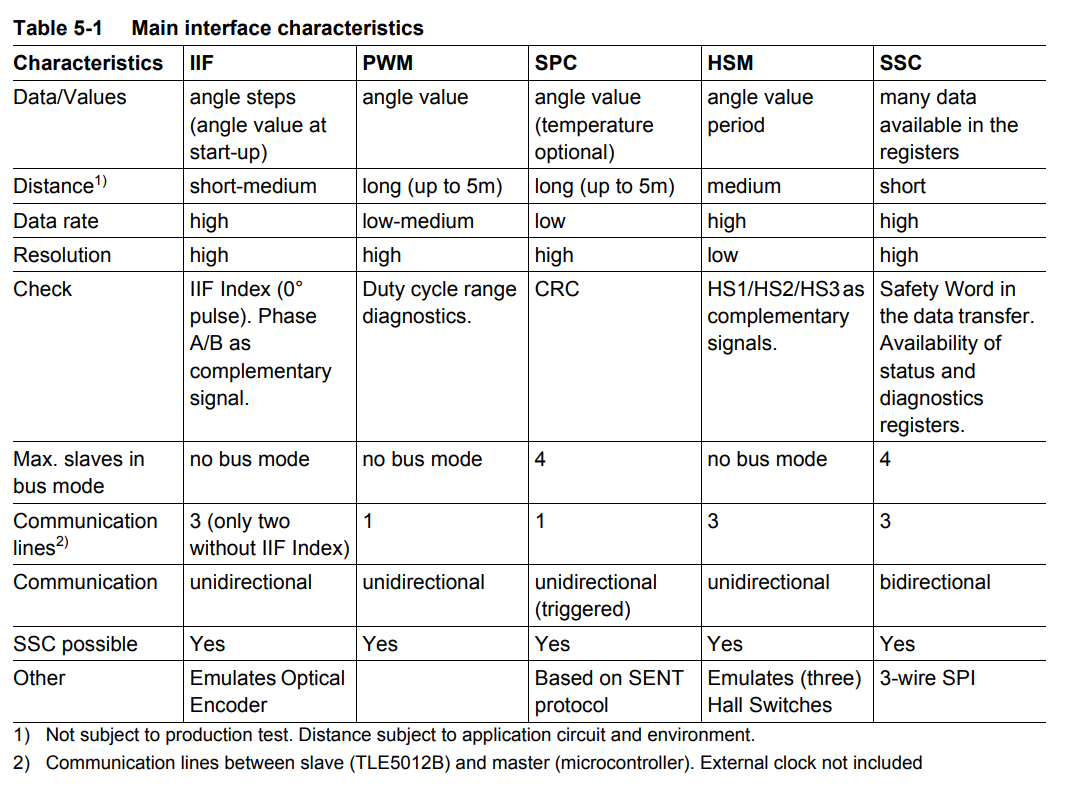 Table 5-1 Main interface characteristics
Characteristics IIF PWM SPC HSM SSC
Data/Values angle steps angle value angle value angle value many data
(angle value at (temperature period available in the
start-up) optional) registers
Distance1) short-medium long (up to 5m) long (up to 5m) medium short
Data rate high low-medium low high high
Resolution high high high low high
Check IIF Index (0° Duty cycle range CRC HS1/HS2/HS3 as Safety Word in
pulse). Phase diagnostics. complementary the data transfer.
A/B as signals. Availability of
complementary status and
signal. diagnostics
registers.
Max. slaves in no bus mode no bus mode 4 no bus mode 4
bus mode
Communication 3 (only two 1 1 3 3
lines2) without IIF Index)
Communication unidirectional unidirectional unidirectional unidirectional bidirectional
(triggered)
SSC possible Yes Yes Yes Yes Yes
Other Emulates Optical Based on SENT Emulates (three) 3-wire SPI
Encoder protocol Hall Switches
1) Not subject to production test. Distance subject to application circuit and environment.
2) Communication lines between slave (TLE5012B) and master (microcontroller). External clock not included